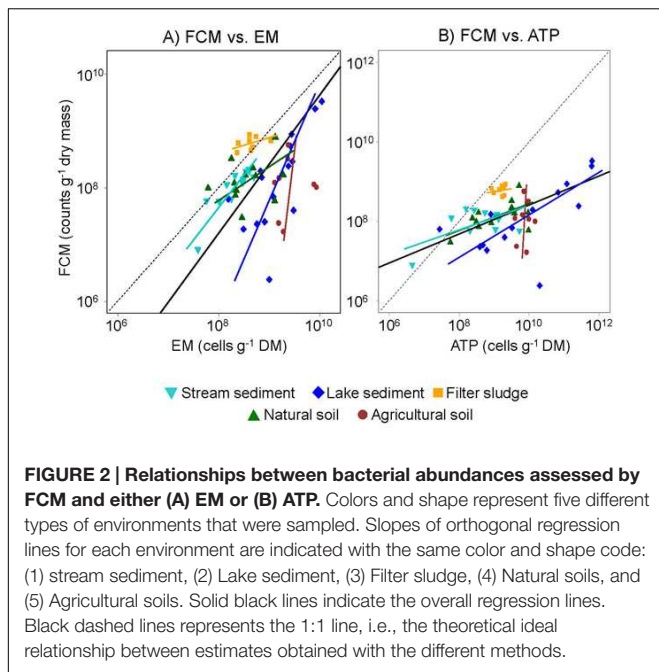 A) FCM vs. EM
B) FCM vs. ATP
FCM (counts g⁻¹ dry mass)
10¹⁰
10⁸
10⁶
10⁶
10⁸
10¹⁰
EM (cells g⁻¹ DM)
10¹²
10¹⁰
10⁸
10⁶
10⁶
10⁸
10¹⁰
10¹²
ATP (cells g⁻¹ DM)
Stream sediment
Lake sediment
Filter sludge
Natural soil
Agricultural soil
FIGURE 2 | Relationships between bacterial abundances assessed by
FCM and either (A) EM or (B) ATP. Colors and shape represent five different
types of environments that were sampled. Slopes of orthogonal regression
lines for each environment are indicated with the same color and shape code:
(1) stream sediment, (2) Lake sediment, (3) Filter sludge, (4) Natural soils, and
(5) Agricultural soils. Solid black lines indicate the overall regression lines.
Black dashed lines represents the 1:1 line, i.e., the theoretical ideal
relationship between estimates obtained with the different methods.